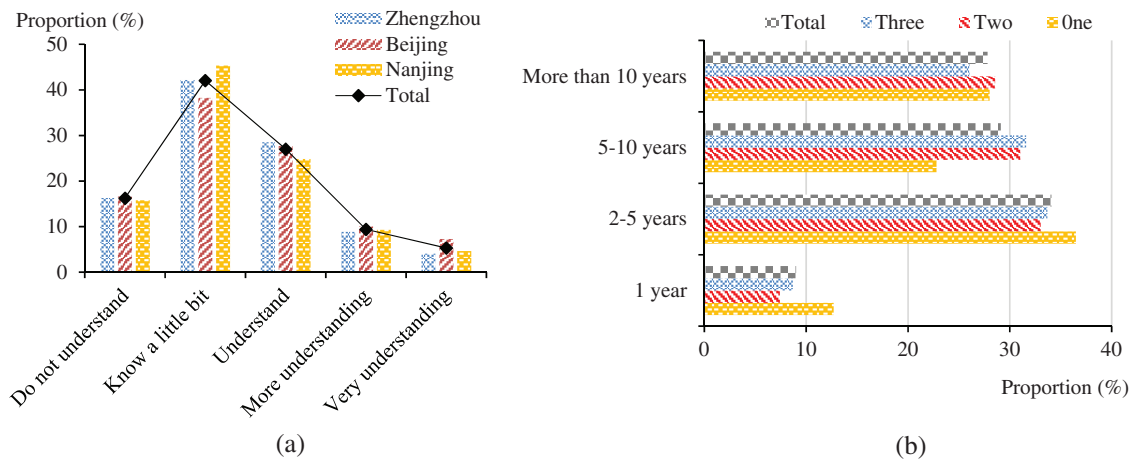 Proportion (%)
Zhengzhou
Beijing
Nanjing
Total
50
40
30
20
10
0
Do not understand
Know a little bit
Understand
More understanding
Very understanding
(a)
Total Three Two 0ne
More than 10 years
5-10 years
2-5 years
1 year
0 10 20 30 40
Proportion (%)
(b)